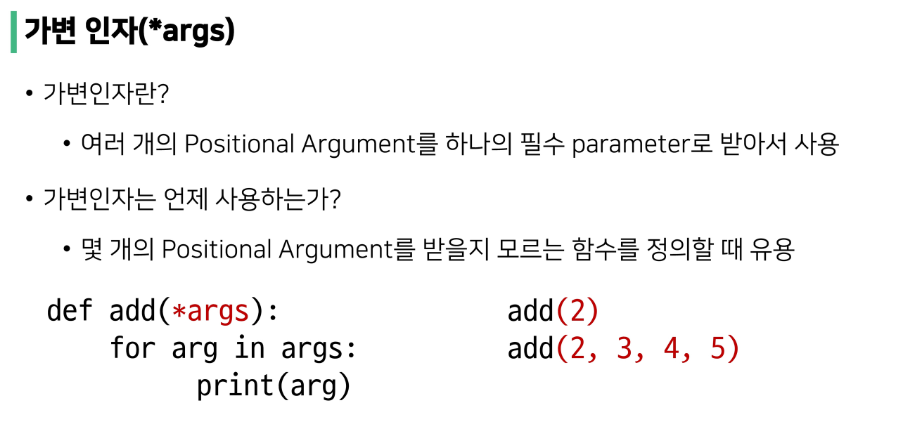 가변 인자(*args)
• 가변인자란?
• 여러 개의 Positional Argument를 하나의 필수 parameter로 받아서 사용
• 가변인자는 언제 사용하는가?
• 몇 개의 Positional Argument를 받을지 모르는 함수를 정의할 때 유용
def add(*args):
for arg in args:
print(arg)
add(2)
add(2, 3, 4, 5)